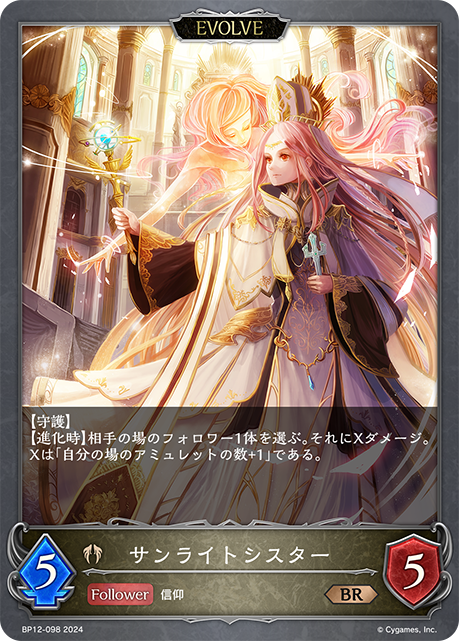 EVOLVE
【守護】
【進化時】相手の場のフォロワー1体を選ぶ。それにXダメージ。
Xは「自分の場のアミュレットの数+1」である。
サンライトシスター
5
5
Follower 信仰
BR
BP12-098 2024
© Cygames, Inc.